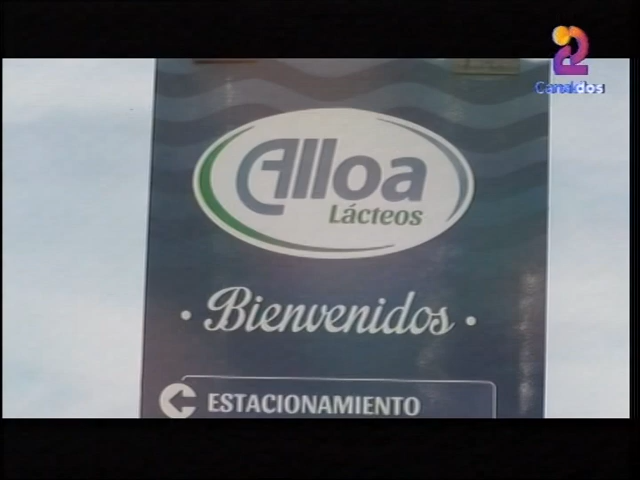 2
Canaldos
Alloa
Lácteos
• Bienvenidos •
ESTACIONAMIENTO